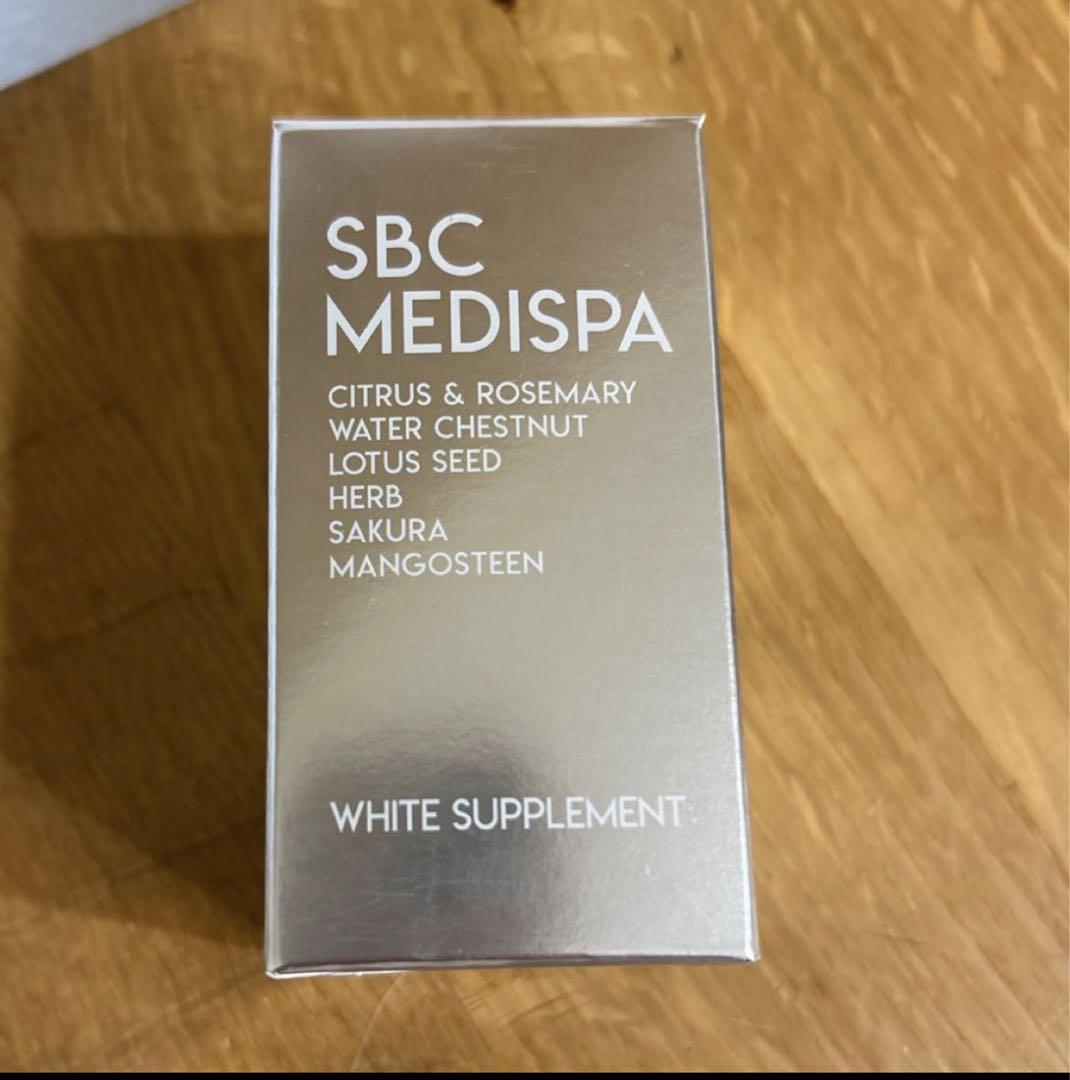 SBC
MEDISPA
CITRUS & ROSEMARY
WATER CHESTNUT
LOTUS SEED
HERB
SAKURA
MANGOSTEEN
WHITE SUPPLEMENT